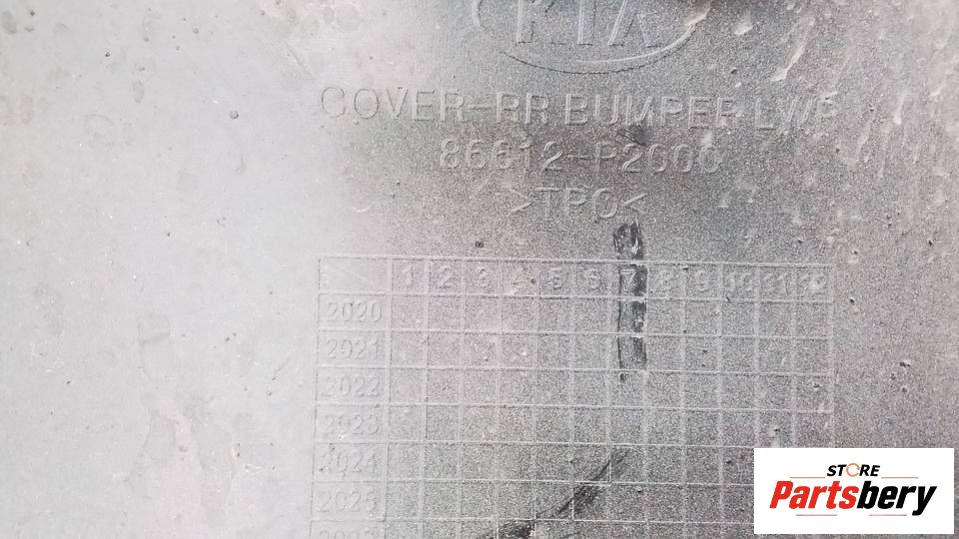 KIA
COVER-RR BUMPER LWR
86612-P2000
>TPO<
1 2 3 4 5 6 7 8 9 10 11 12
2020
2021
2022
2023
2024
2025
STORE
Partsbery